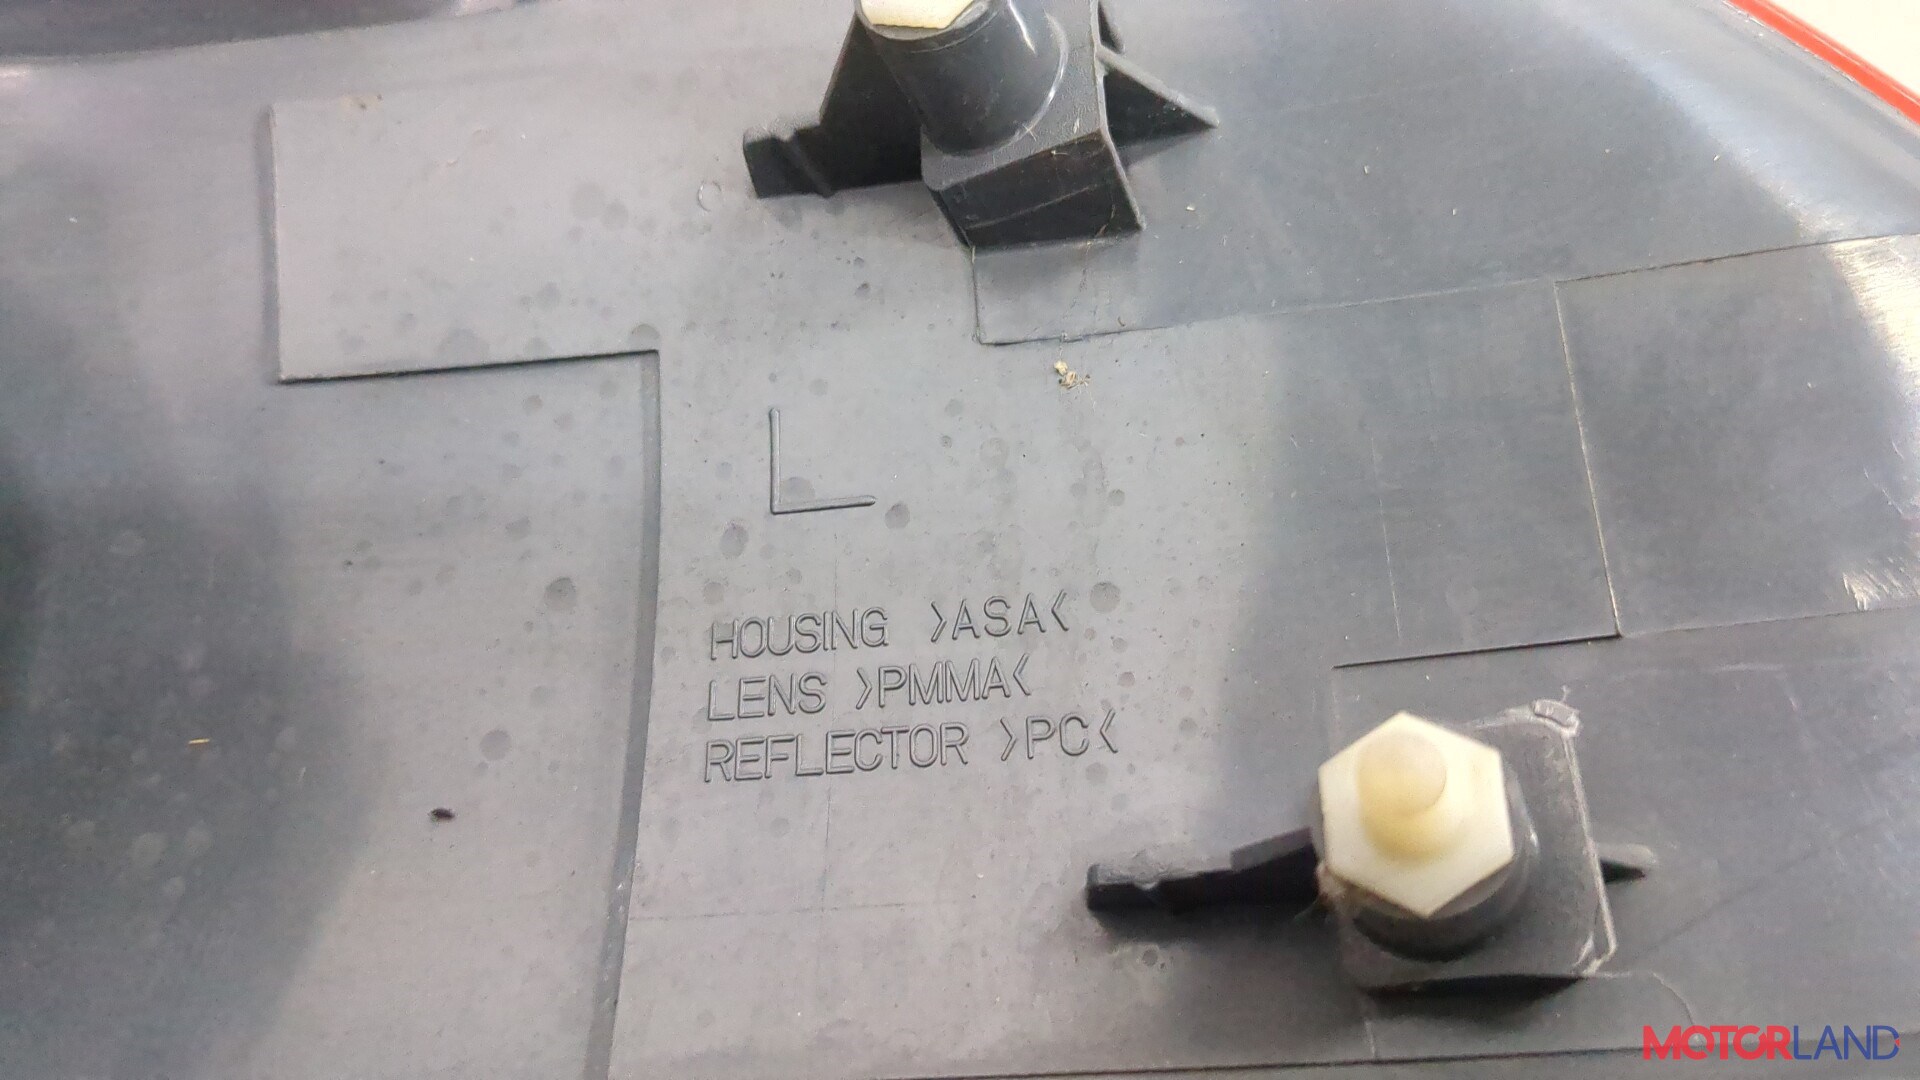 L
HOUSING >ASA<
LENS >PMMA<
REFLECTOR >PC<
MOTORLAND